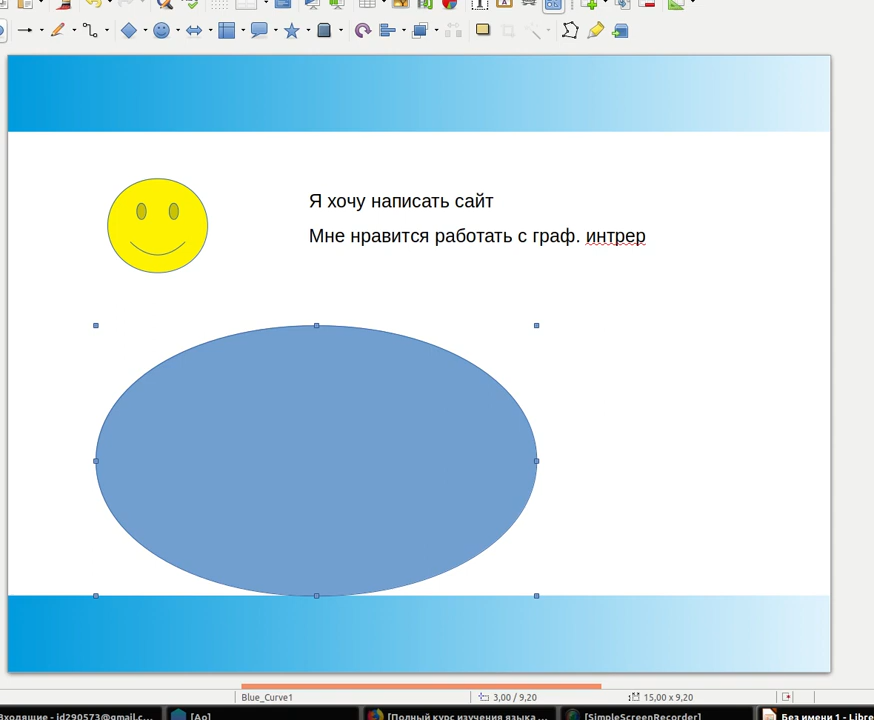 Я хочу написать сайт
Мне нравится работать с граф. интрер
Blue_Curve1
3,00 / 9,20
15,00 x 9,20
Входящие - id290573@gmail.c...
[Ao]
[Полный курс изучения языка ...
[SimpleScreenRecorder]
Без имени 1 - Libre